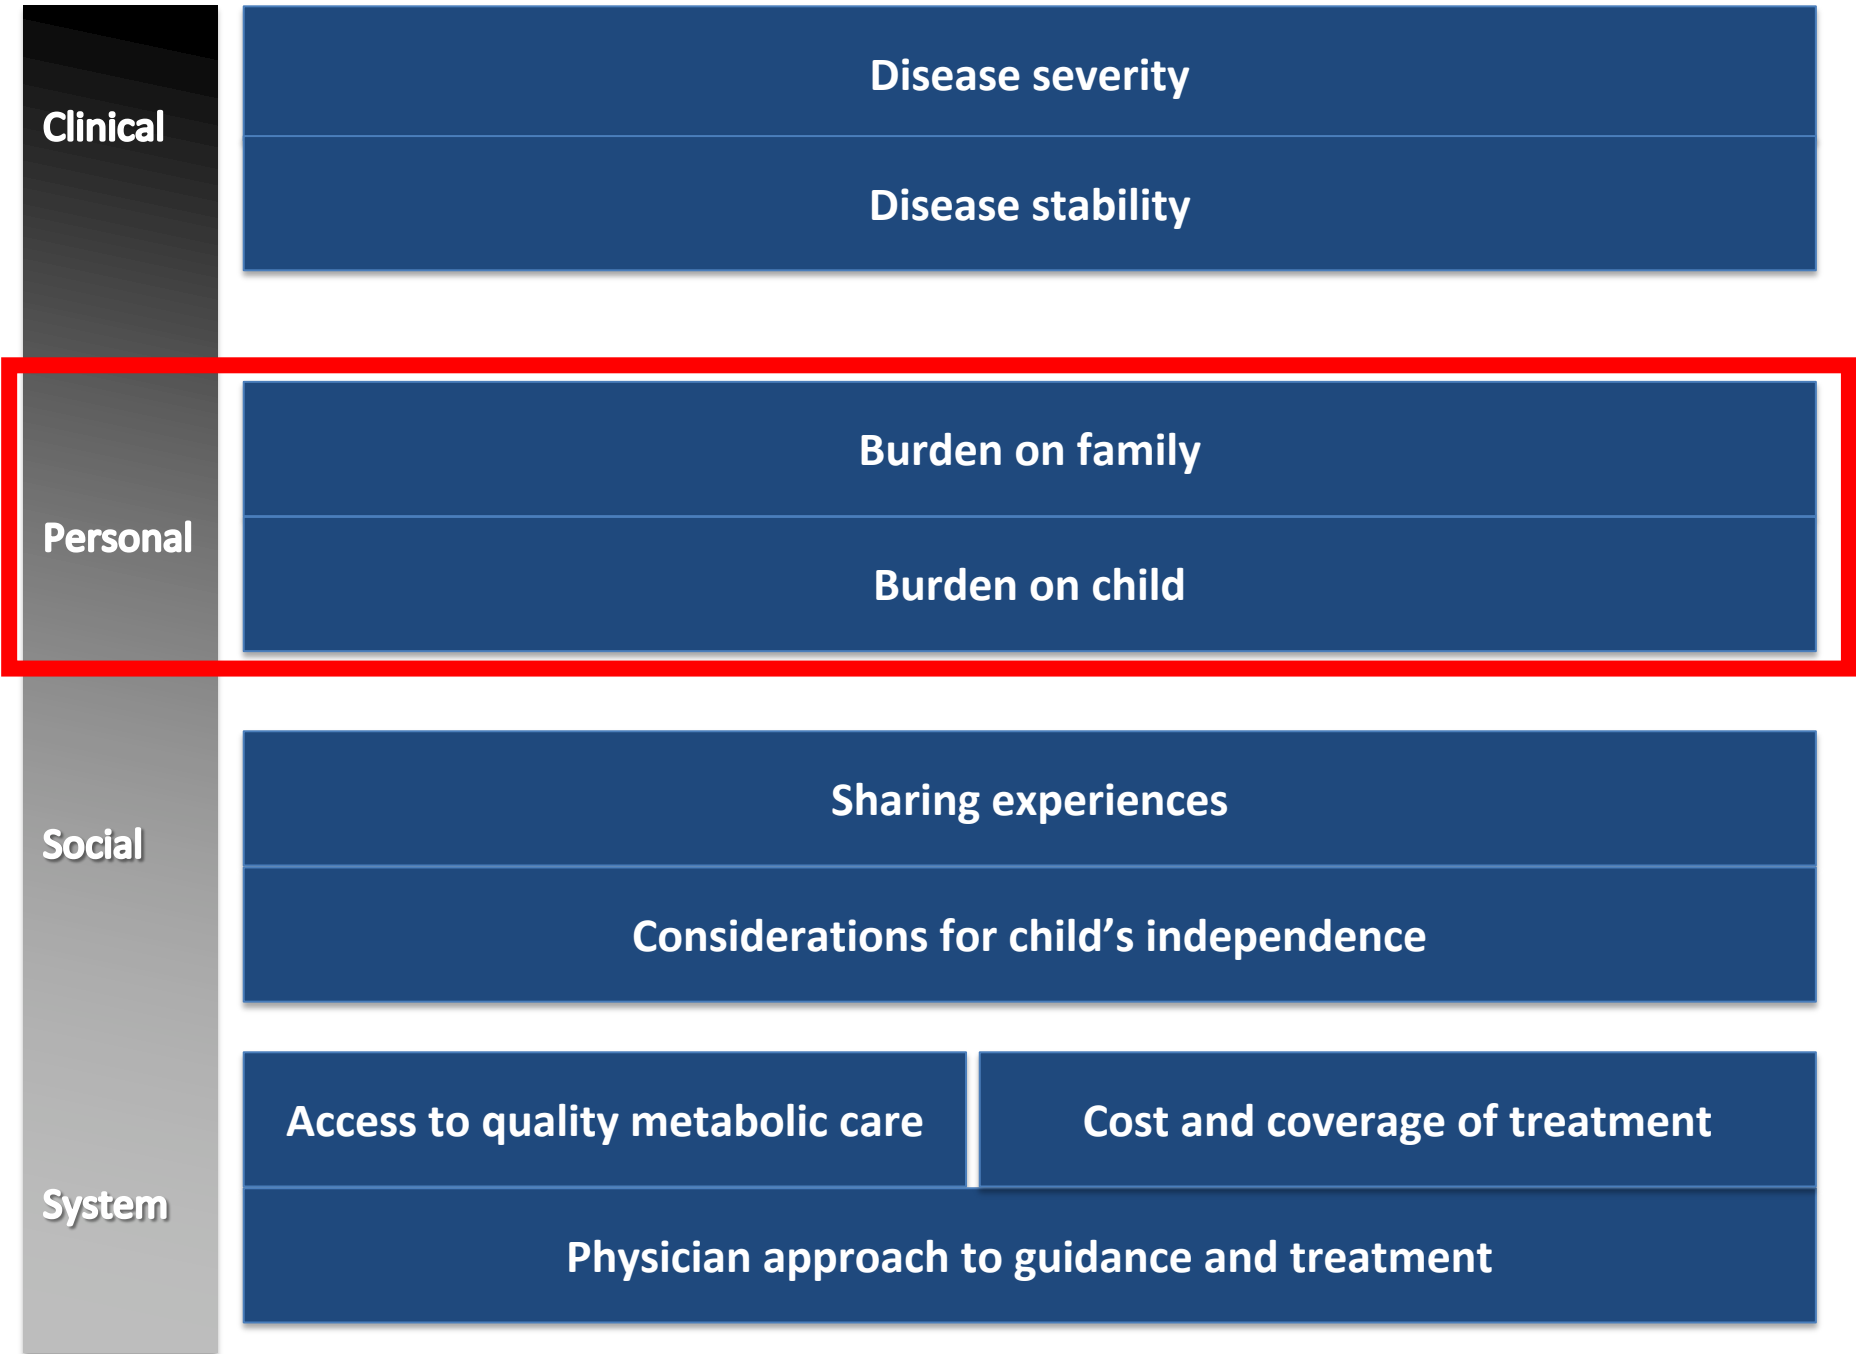 Clinical
Disease severity
Disease stability
Personal
Burden on family
Burden on child
Social
Sharing experiences
Considerations for child’s independence
System
Access to quality metabolic care
Cost and coverage of treatment
Physician approach to guidance and treatment